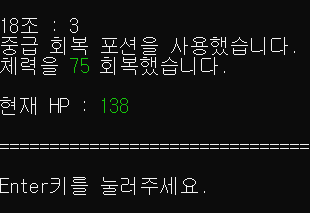 18조 : 3
중급 회복 포션을 사용했습니다.
체력을 75 회복했습니다.
현재 HP : 138
===============================
Enter키를 눌러주세요.